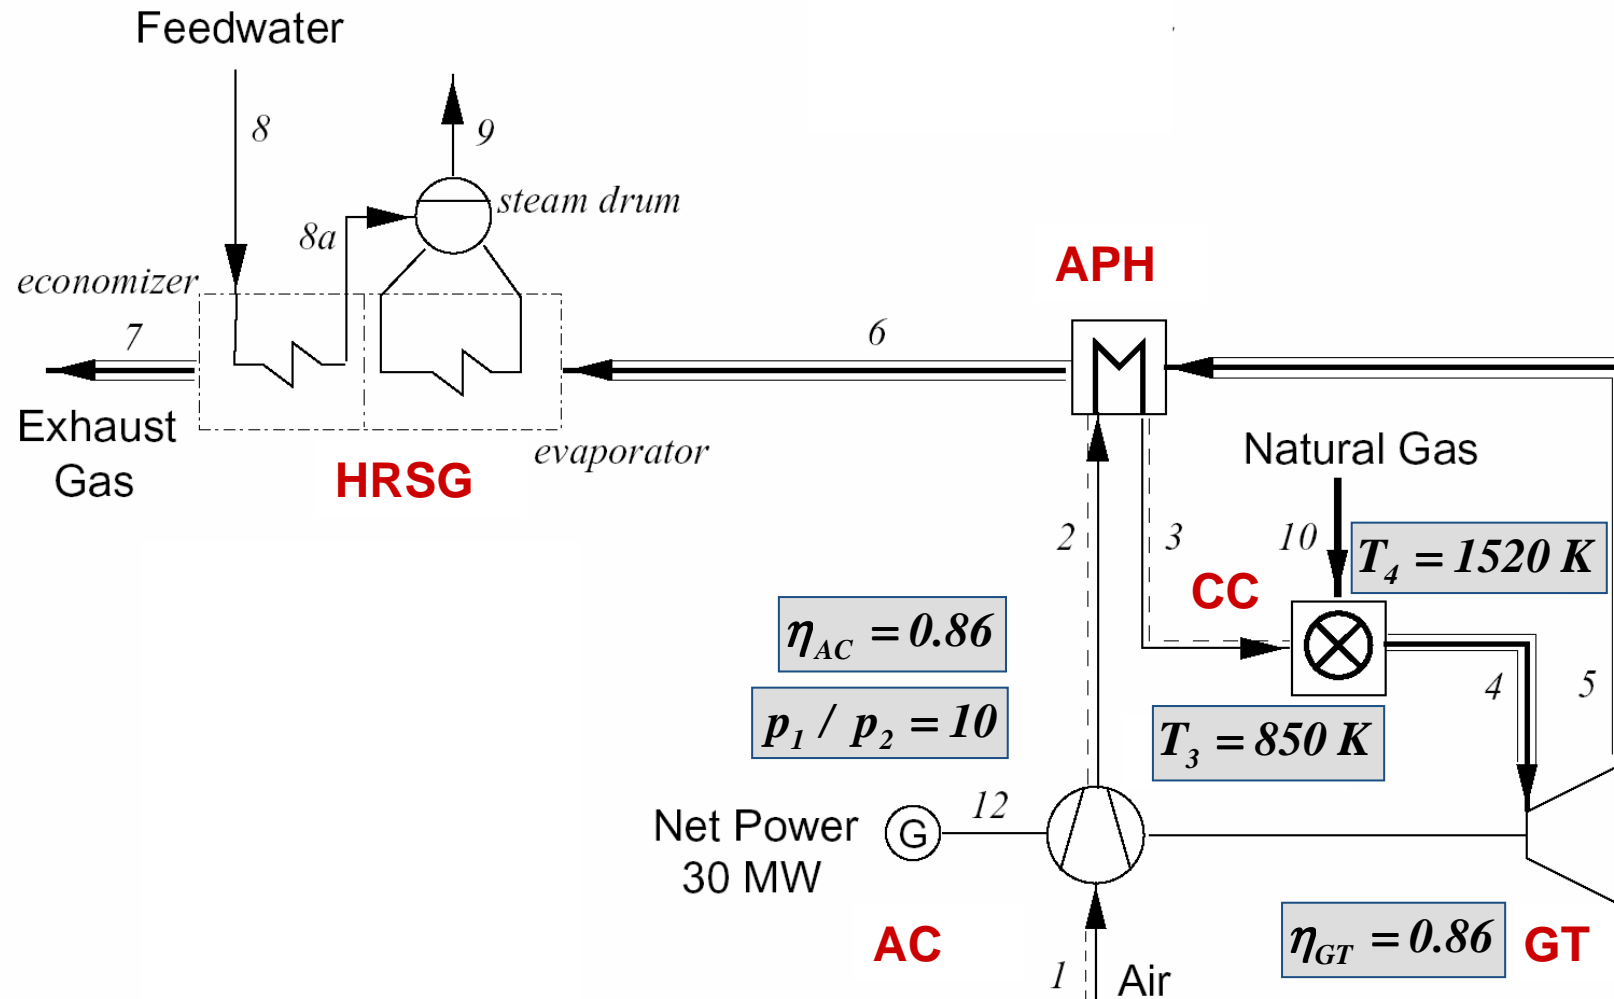 Feedwater
8
9
steam drum
8a
economizer
7
6
APH
Exhaust
Gas
HRSG
evaporator
Natural Gas
2
3
10
T₄ = 1520 K
CC
η_AC = 0.86
4
5
p₁ / p₂ = 10
T₃ = 850 K
12
Net Power
30 MW
G
AC
η_GT = 0.86
GT
1
Air